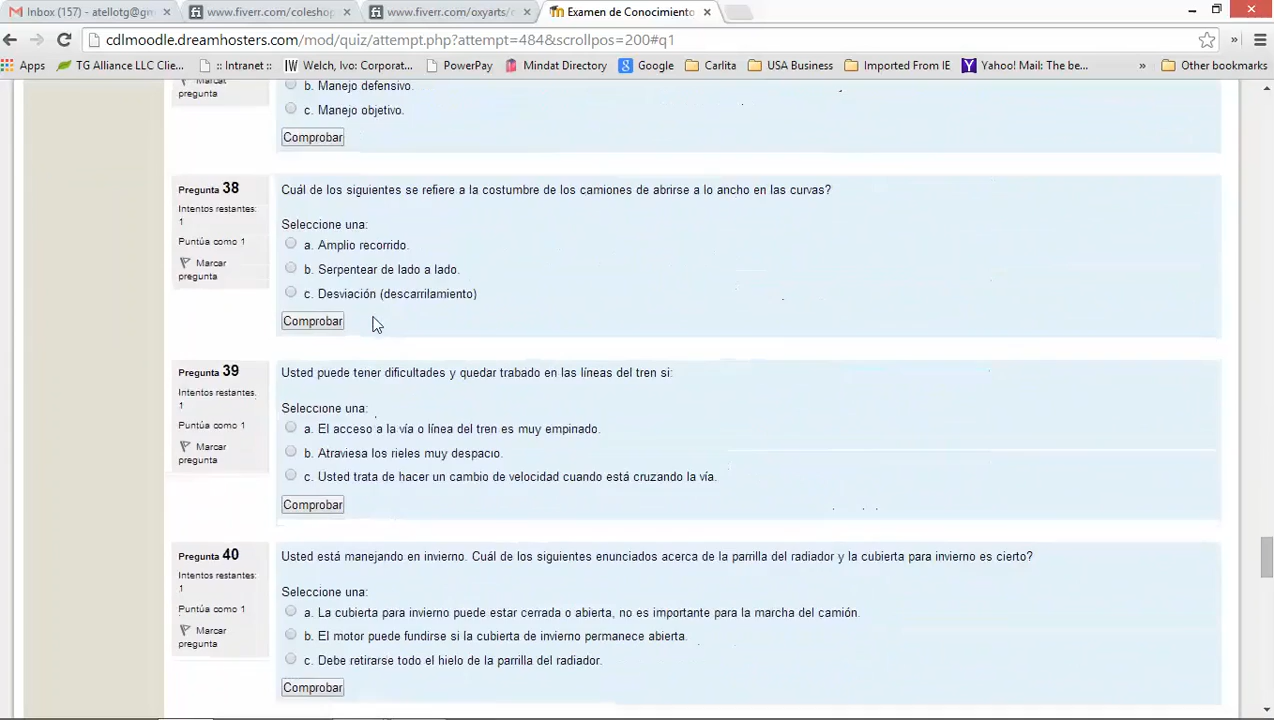 Inbox (157) - atellotg@gm
www.fiverr.com/coleshop
www.fiverr.com/oxyarts/
Examen de Conocimiento
cdlmoodle.dreamhosters.com/mod/quiz/attempt.php?attempt=484&scrollpos=200#q1
Apps
TG Alliance LLC Clie...
:: Intranet ::
Welch, Ivo: Corporat...
PowerPay
Mindat Directory
Google
Carlita
USA Business
Imported From IE
Yahoo! Mail: The be...
»
Other bookmarks
Marcar
pregunta
b. Manejo defensivo.
c. Manejo objetivo.
Comprobar
Pregunta 38
Intentos restantes:
1
Puntúa como 1
Marcar
pregunta
Cuál de los siguientes se refiere a la costumbre de los camiones de abrirse a lo ancho en las curvas?
Seleccione una:
a. Amplio recorrido.
b. Serpentear de lado a lado.
c. Desviación (descarrilamiento)
Comprobar
Pregunta 39
Intentos restantes:
1
Puntúa como 1
Marcar
pregunta
Usted puede tener dificultades y quedar trabado en las líneas del tren si:
Seleccione una:
a. El acceso a la vía o línea del tren es muy empinado.
b. Atraviesa los rieles muy despacio.
c. Usted trata de hacer un cambio de velocidad cuando está cruzando la vía.
Comprobar
Pregunta 40
Intentos restantes:
1
Puntúa como 1
Marcar
pregunta
Usted está manejando en invierno. Cuál de los siguientes enunciados acerca de la parrilla del radiador y la cubierta para invierno es cierto?
Seleccione una:
a. La cubierta para invierno puede estar cerrada o abierta, no es importante para la marcha del camión.
b. El motor puede fundirse si la cubierta de invierno permanece abierta.
c. Debe retirarse todo el hielo de la parrilla del radiador.
Comprobar